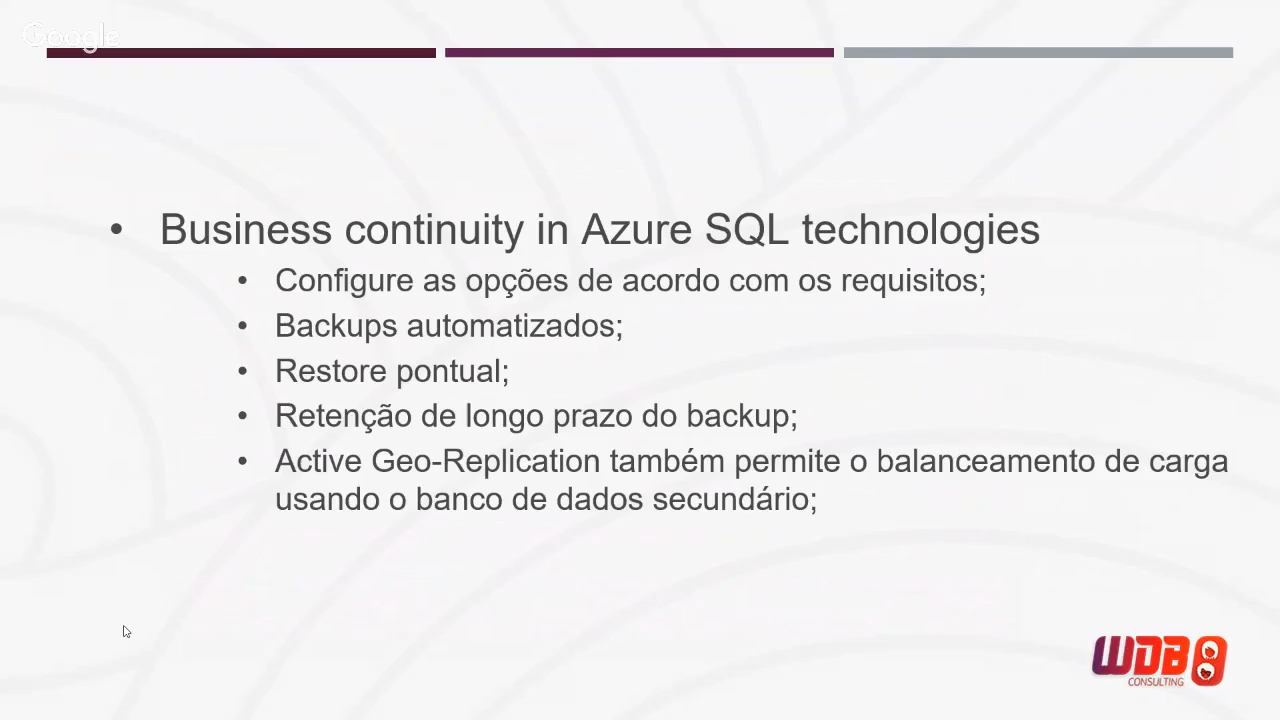 Google
• Business continuity in Azure SQL technologies
• Configure as opções de acordo com os requisitos;
• Backups automatizados;
• Restore pontual;
• Retenção de longo prazo do backup;
• Active Geo-Replication também permite o balanceamento de carga
usando o banco de dados secundário;
WDB
CONSULTING